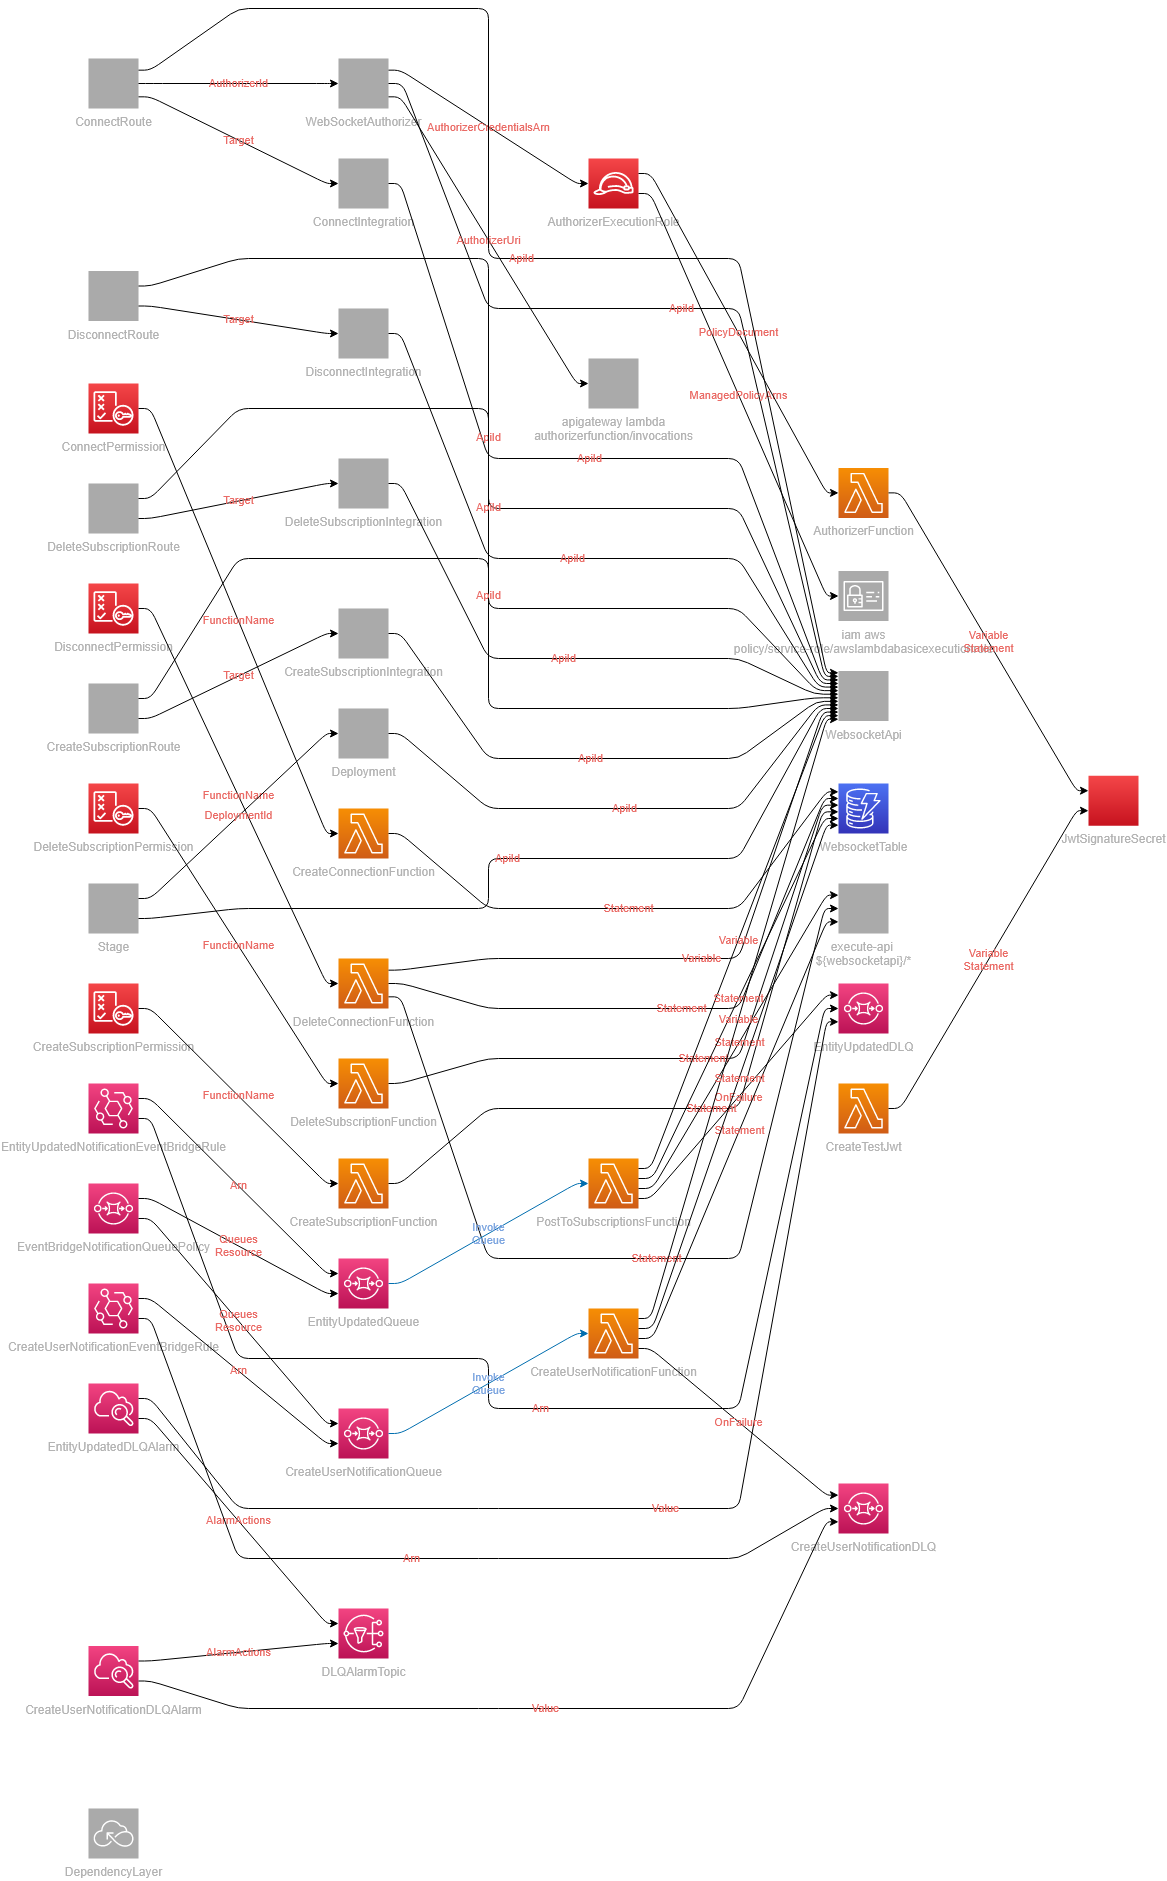 AuthorizerId
ConnectRoute
WebSocketAuthorizer
AuthorizerCredentialsArn
Target
ConnectIntegration
AuthorizerExecutionRole
AuthorizerUri
ApiId
ApiId
Target
DisconnectRoute
PolicyDocument
DisconnectIntegration
ManagedPolicyArns
apigateway lambda
authorizerfunction/invocations
ConnectPermission
ApiId
ApiId
Target
ApiId
DeleteSubscriptionRoute
DeleteSubscriptionIntegration
AuthorizerFunction
ApiId
ApiId
FunctionName
DisconnectPermission
iam aws
policy/service-role/awslambdabasicexecutionrole
Variable
Statement
ApiId
Target
CreateSubscriptionIntegration
CreateSubscriptionRoute
WebsocketApi
ApiId
Deployment
FunctionName
DeploymentId
ApiId
DeleteSubscriptionPermission
WebsocketTable
JwtSignatureSecret
ApiId
CreateConnectionFunction
Statement
Stage
FunctionName
Variable
Variable
execute-api
${websocketapi}/*
Variable
Statement
Statement
Statement
DeleteConnectionFunction
Variable
CreateSubscriptionPermission
Statement
EntityUpdatedDLQ
Statement
Statement
FunctionName
OnFailure
Statement
DeleteSubscriptionFunction
Statement
EntityUpdatedNotificationEventBridgeRule
CreateTestJwt
Arn
CreateSubscriptionFunction
PostToSubscriptionsFunction
Invoke
Queue
EventBridgeNotificationQueuePolicy
Queues
Resource
Statement
EntityUpdatedQueue
Queues
Resource
CreateUserNotificationEventBridgeRule
Arn
Invoke
Queue
CreateUserNotificationFunction
Arn
OnFailure
EntityUpdatedDLQAlarm
CreateUserNotificationQueue
Value
AlarmActions
CreateUserNotificationDLQ
Arn
AlarmActions
DLQAlarmTopic
CreateUserNotificationDLQAlarm
Value
DependencyLayer